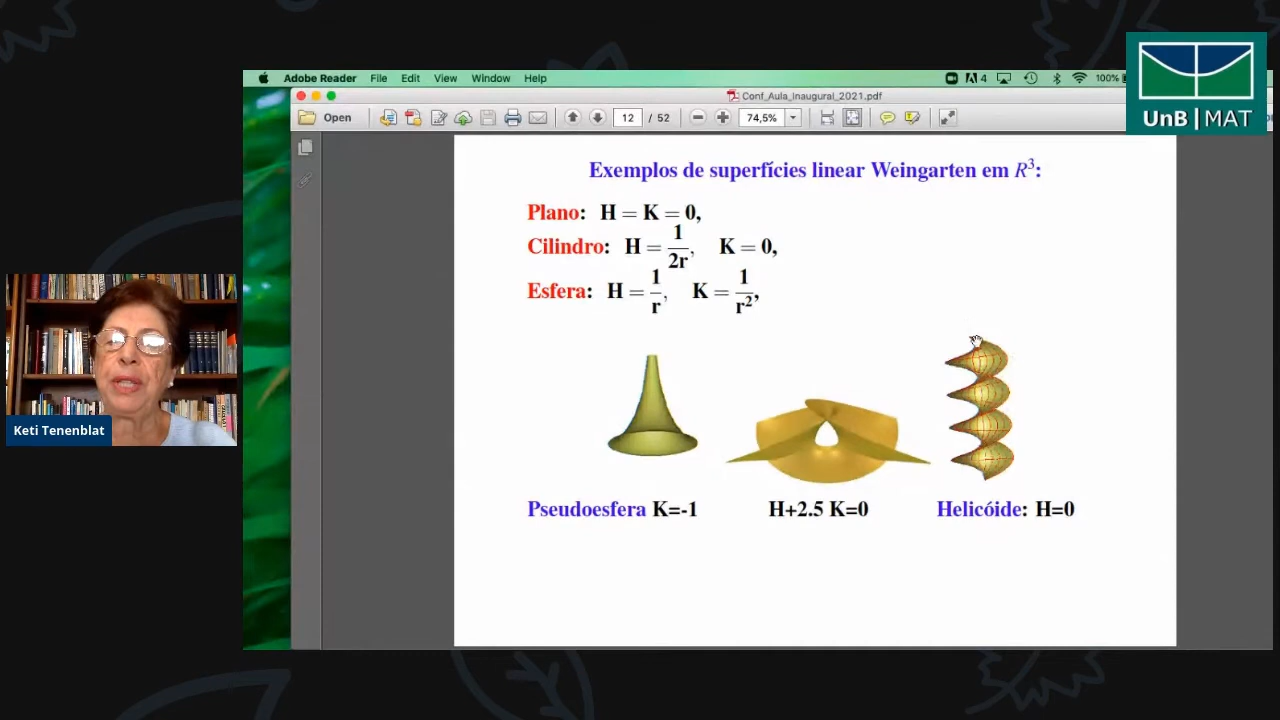 Adobe Reader File Edit View Window Help 4 100%
Conf_Aula_Inaugural_2021.pdf
Open 12 / 52 74,5%
UnB | MAT
Exemplos de superfícies linear Weingarten em R³:
Plano: H = K = 0,
Cilindro: H = 1/2r, K = 0,
Esfera: H = 1/r, K = 1/r²,
Keti Tenenblat
Pseudoesfera K=-1 H+2.5 K=0 Helicóide: H=0